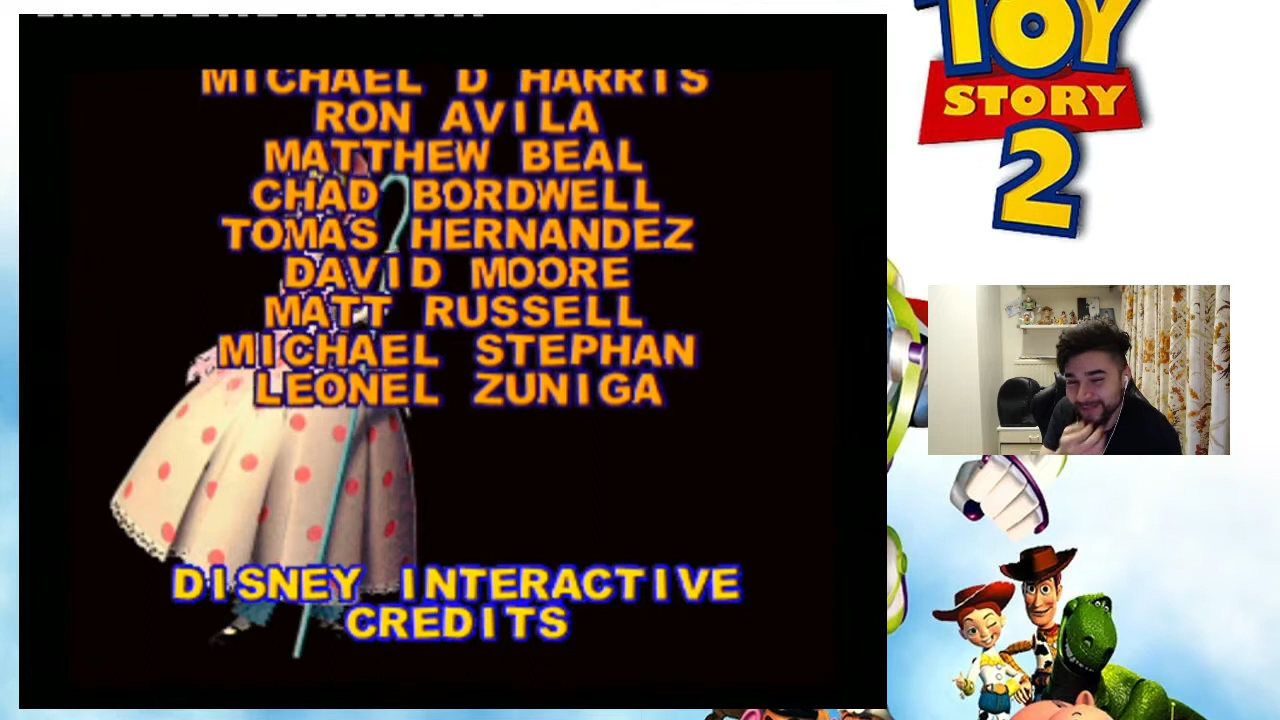 MICHAEL D HARRIS
RON AVILA
MATTHEW BEAL
CHAD BORDWELL
TOMAS HERNANDEZ
DAVID MOORE
MATT RUSSELL
MICHAEL STEPHAN
LEONEL ZUNIGA
DISNEY INTERACTIVE
CREDITS
TOY
STORY
2